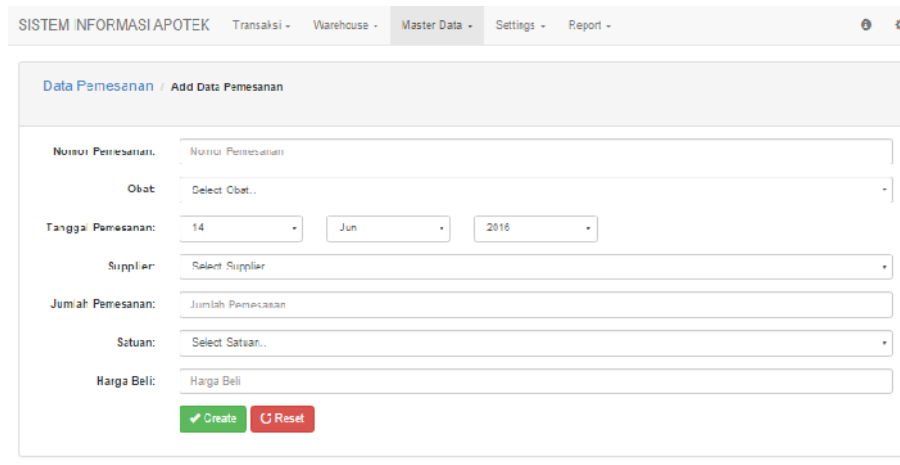 SISTEM INFORMASI APOTEK Transaksi Warehouse Master Data Settings Report
Data Pemesanan / Add Data Pemesanan
Nomor Pemesanan: Nomor Pemesanan
Obat: Select Obat..
Tanggal Pemesanan: 14 Jun 2016
Supplier: Select Supplier
Jumlah Pemesanan: Jumlah Pemesanan
Satuan: Select Satuan..
Harga Beli: Harga Beli
Create Reset